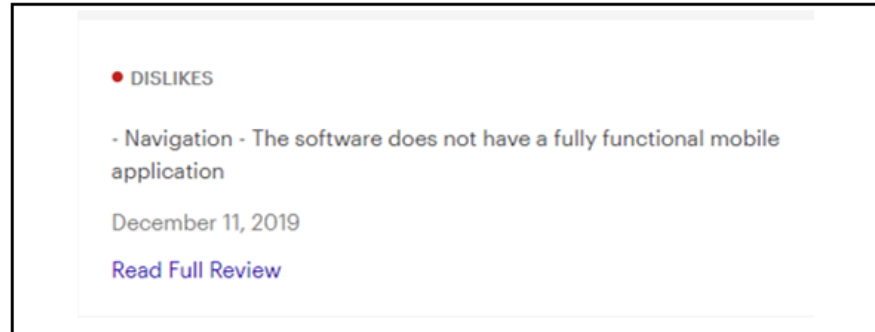 DISLIKES
- Navigation - The software does not have a fully functional mobile
application
December 11, 2019
Read Full Review